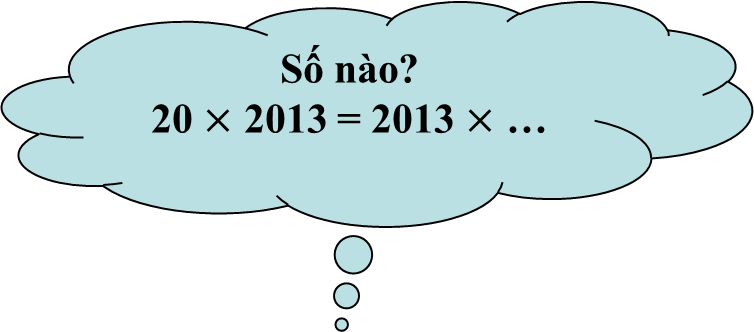 Số nào?
20 × 2013 = 2013 × …